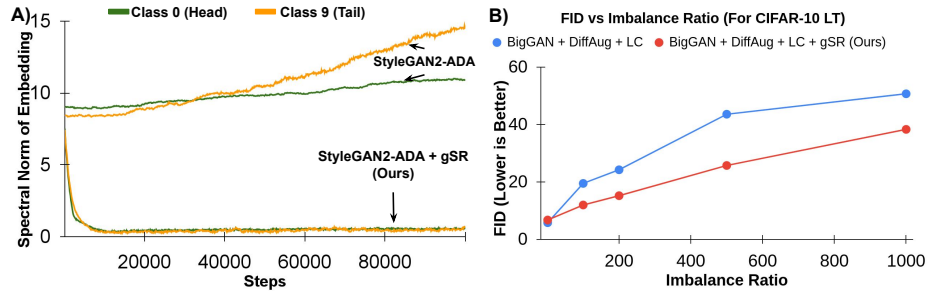 A)
Class 0 (Head)
Class 9 (Tail)
Spectral Norm of Embedding
15
10
5
0
StyleGAN2-ADA
StyleGAN2-ADA + gSR
(Ours)
20000 40000 60000 80000
Steps
B)
FID vs Imbalance Ratio (For CIFAR-10 LT)
BigGAN + DiffAug + LC
BigGAN + DiffAug + LC + gSR (Ours)
FID (Lower is Better)
60
40
20
0
200 400 600 800 1000
Imbalance Ratio